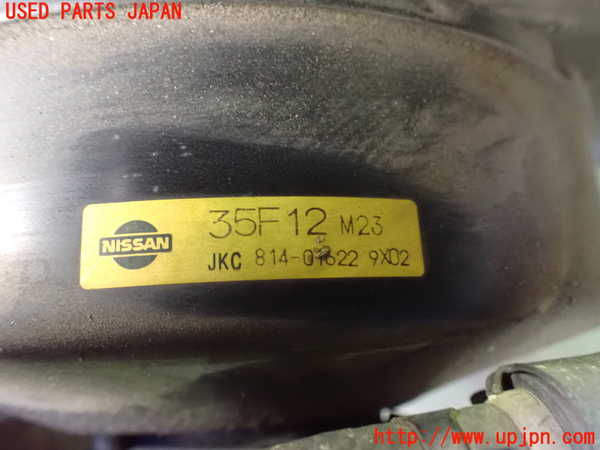 USED PARTS JAPAN
NISSAN
35F12 M23
JKC 814-01622 9X02
http://www.upjpn.com/